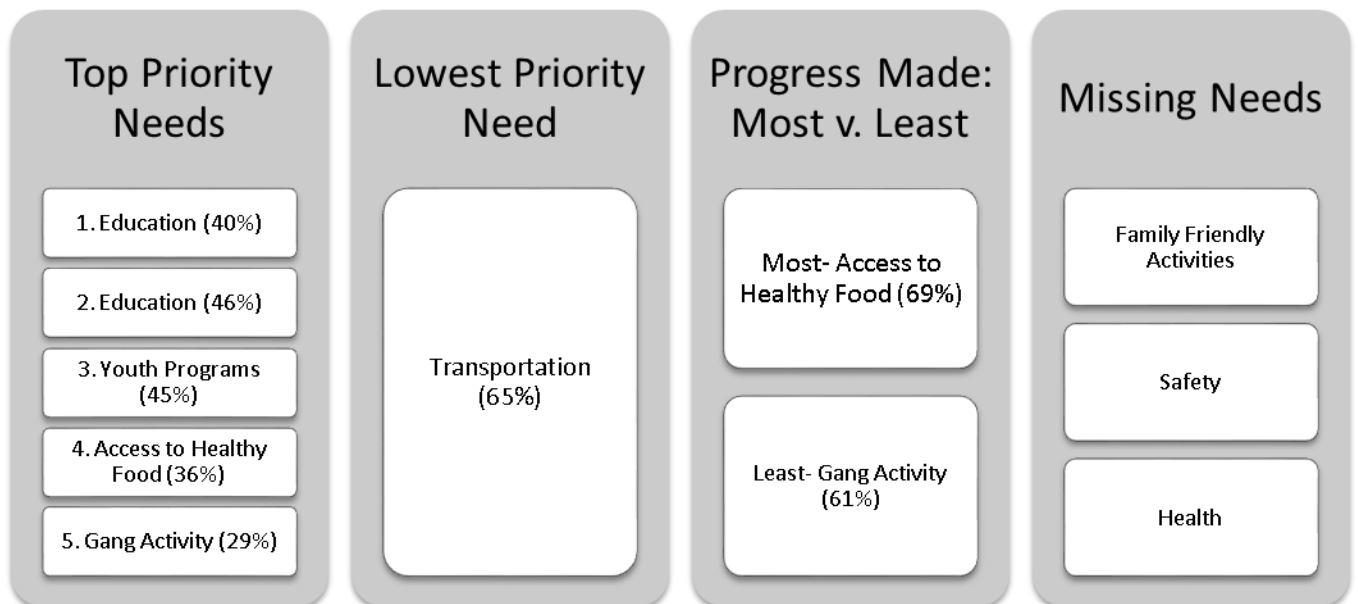 Top Priority
Needs
1. Education (40%)
2. Education (46%)
3. Youth Programs
(45%)
4. Access to Healthy
Food (36%)
5. Gang Activity (29%)
Lowest Priority
Need
Transportation
(65%)
Progress Made:
Most v. Least
Most- Access to
Healthy Food (69%)
Least- Gang Activity
(61%)
Missing Needs
Family Friendly
Activities
Safety
Health